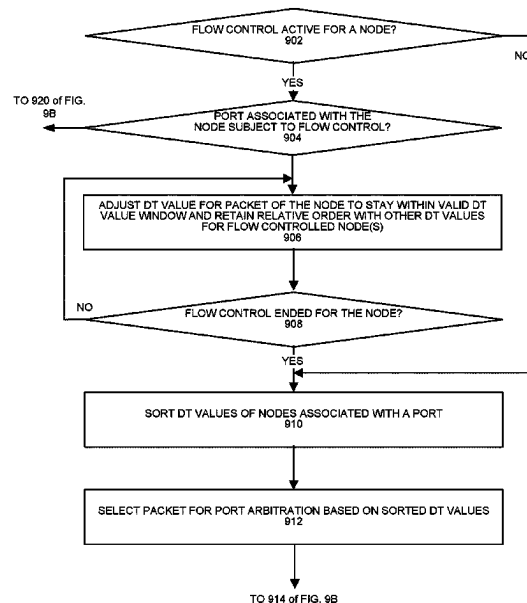 FLOW CONTROL ACTIVE FOR A NODE?
902
NO
YES
TO 920 of FIG.
9B
PORT ASSOCIATED WITH THE
NODE SUBJECT TO FLOW CONTROL?
904
ADJUST DT VALUE FOR PACKET OF THE NODE TO STAY WITHIN VALID DT
VALUE WINDOW AND RETAIN RELATIVE ORDER WITH OTHER DT VALUES
FOR FLOW CONTROLLED NODE(S)
906
NO
FLOW CONTROL ENDED FOR THE NODE?
908
YES
SORT DT VALUES OF NODES ASSOCIATED WITH A PORT
910
SELECT PACKET FOR PORT ARBITRATION BASED ON SORTED DT VALUES
912
TO 914 of FIG. 9B